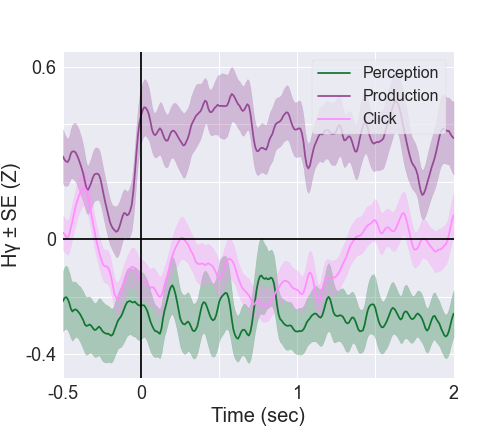 0.6
Perception
Production
Click
Hγ ± SE (Z)
0
-0.4
-0.5
0
1
2
Time (sec)